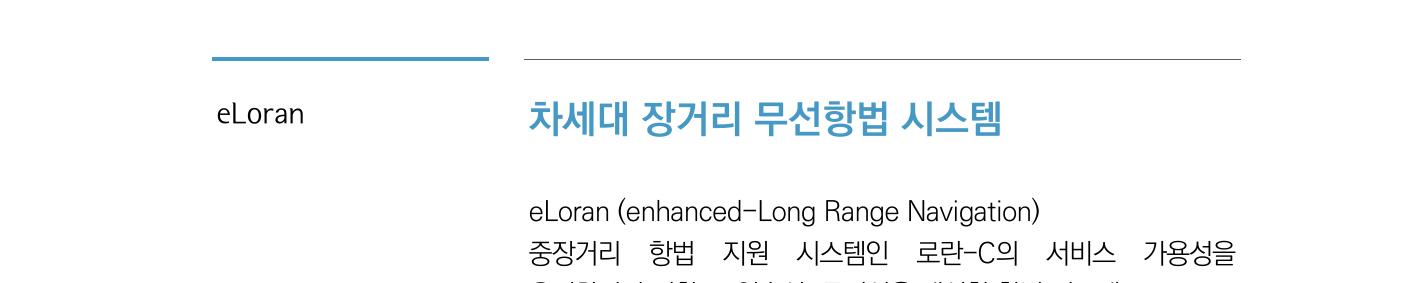 eLoran
차세대 장거리 무선항법 시스템
eLoran (enhanced-Long Range Navigation)
중장거리 항법 지원 시스템인 로란-C의 서비스 가용성을